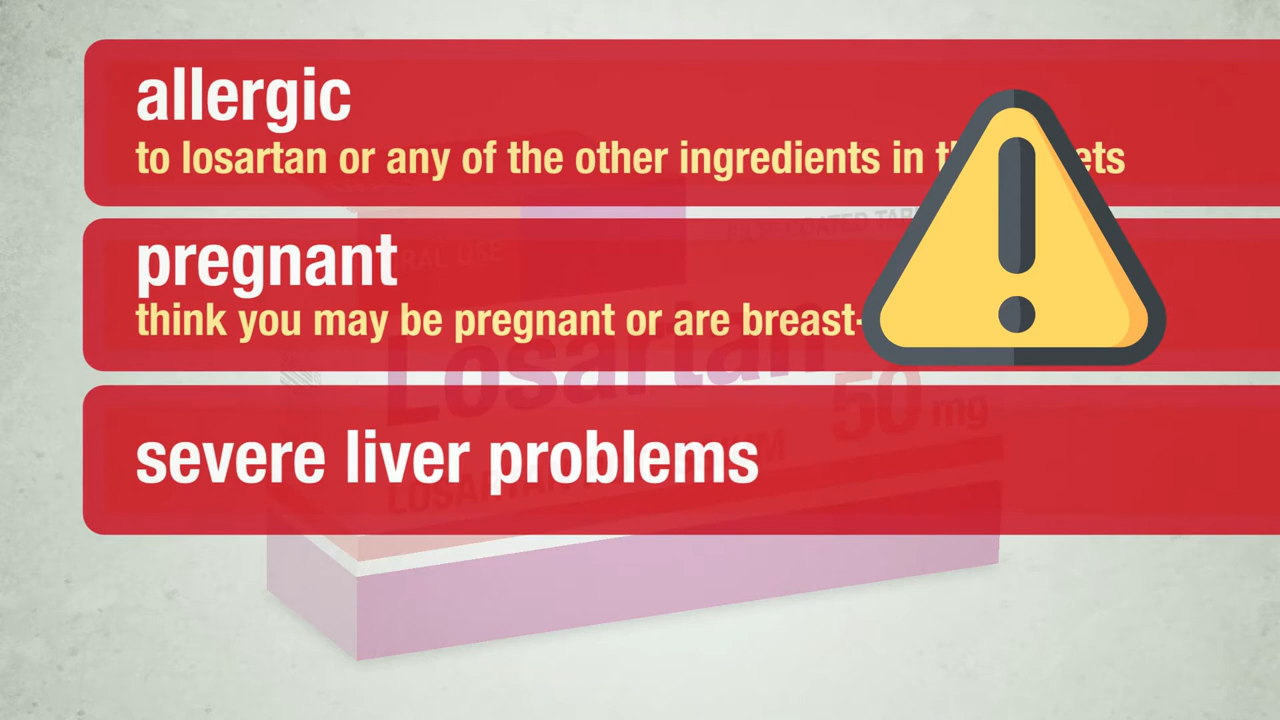 allergic
to losartan or any of the other ingredients in
pregnant
think you may be pregnant or are breast-
severe liver problems
Losartan
50 mg